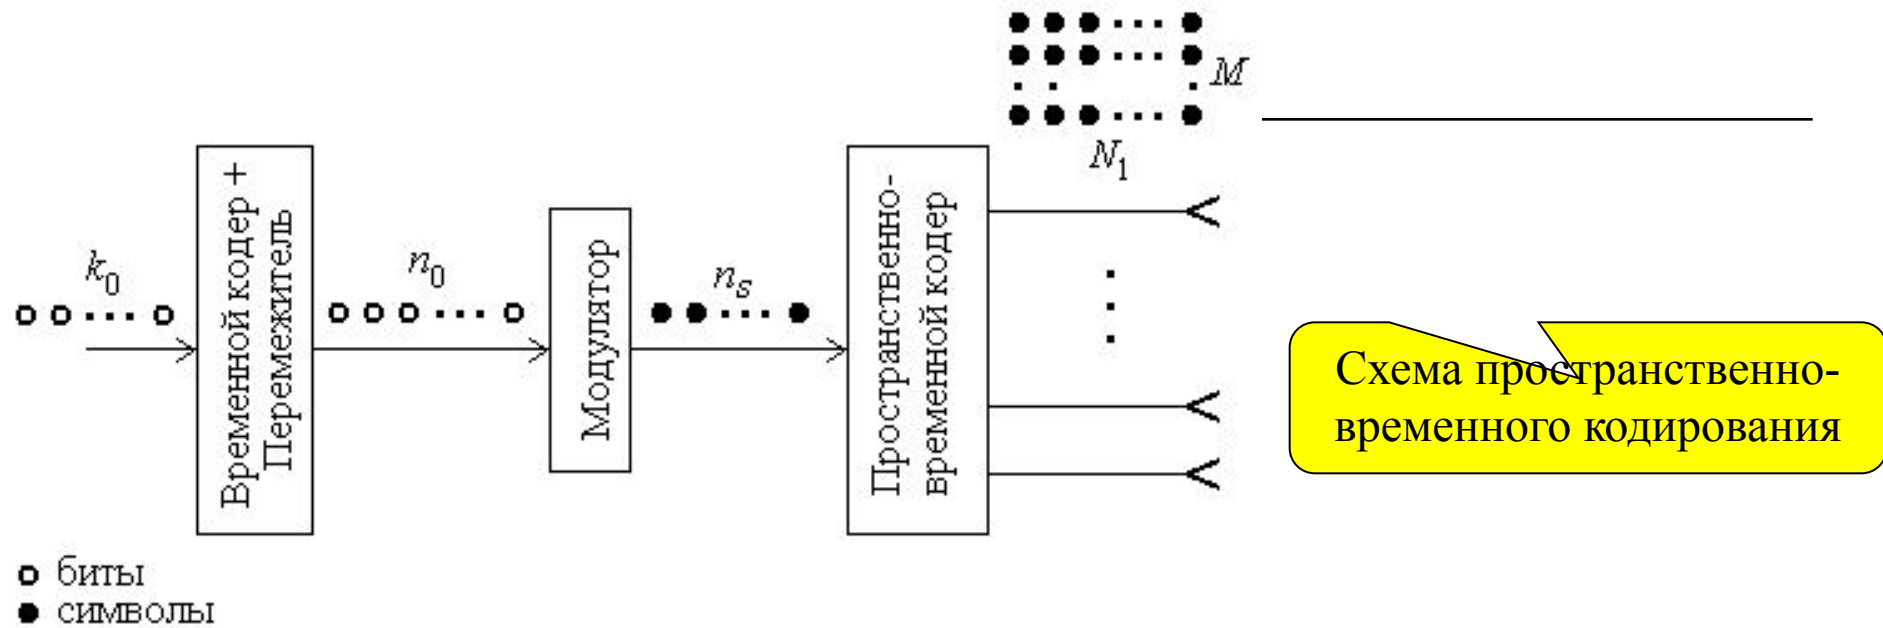 M
N₁
k₀
Временной кодер +
Перемежитель
n₀
Модулятор
nₛ
Пространственно-
временной кодер
Схема пространственно-
временного кодирования
биты
символы